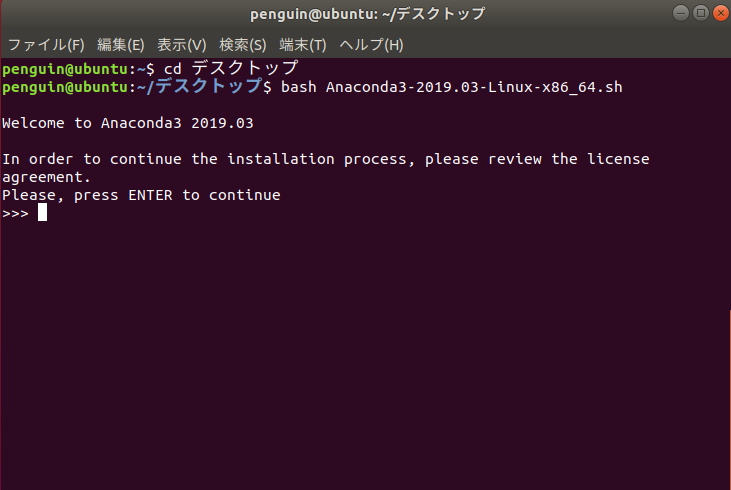 penguin@ubuntu: ~/デスクトップ
ファイル(F) 編集(E) 表示(V) 検索(S) 端末(T) ヘルプ(H)
penguin@ubuntu:~$ cd デスクトップ
penguin@ubuntu:~/デスクトップ$ bash Anaconda3-2019.03-Linux-x86_64.sh
Welcome to Anaconda3 2019.03
In order to continue the installation process, please review the license
agreement.
Please, press ENTER to continue
>>>